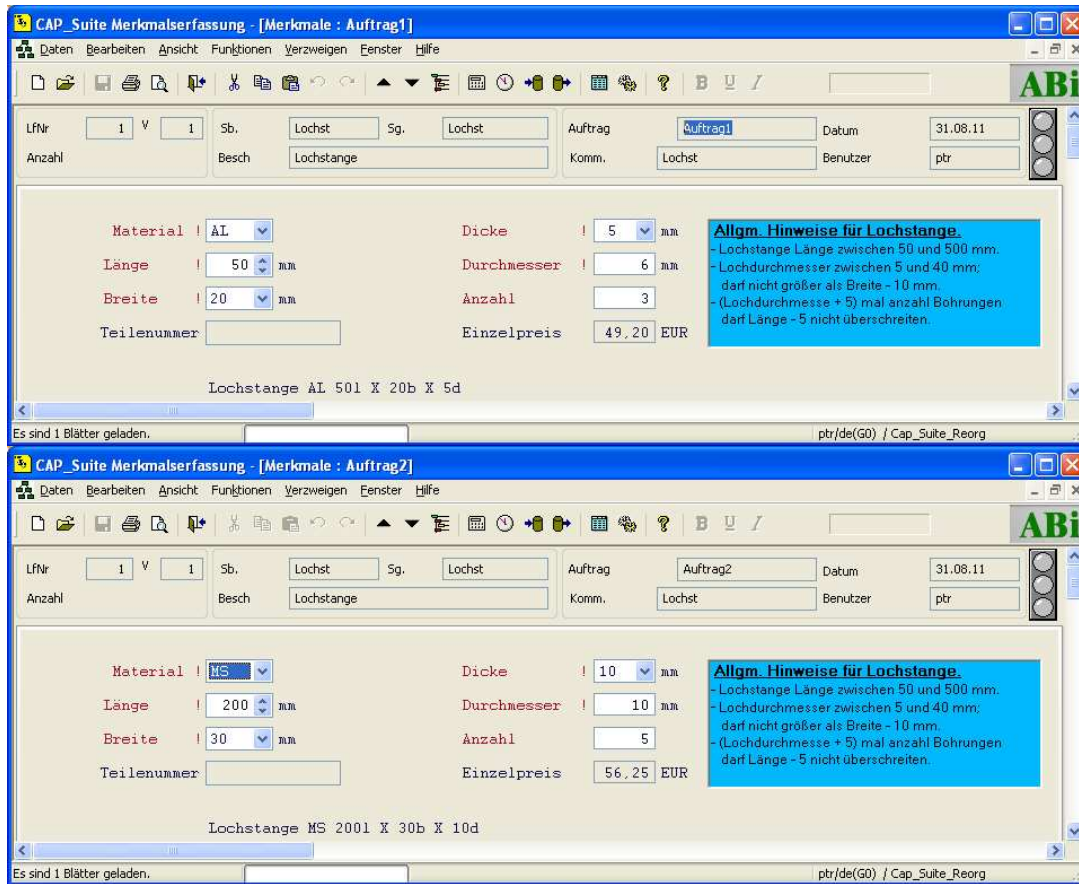 CAP_Suite Merkmalserfassung - [Merkmale : Auftrag1]
Daten Bearbeiten Ansicht Funktionen Verzweigen Fenster Hilfe
B U I ABi
LfNr 1 V 1 Sb. Lochst Sg. Lochst Auftrag Auftrag1 Datum 31.08.11
Anzahl Besch Lochstange Komm. Lochst Benutzer ptr
Material ! AL Dicke ! 5 mm
Länge ! 50 mm Durchmesser ! 6 mm
Breite ! 20 mm Anzahl 3
Teilenummer Einzelpreis 49,20 EUR
Allgm. Hinweise für Lochstange.
- Lochstange Länge zwischen 50 und 500 mm.
- Lochdurchmesser zwischen 5 und 40 mm;
darf nicht größer als Breite - 10 mm.
- (Lochdurchmesse + 5) mal anzahl Bohrungen
darf Länge - 5 nicht überschreiten.
Lochstange AL 50l X 20b X 5d
Es sind 1 Blätter geladen. ptr/de(G0) / Cap_Suite_Reorg
CAP_Suite Merkmalserfassung - [Merkmale : Auftrag2]
Daten Bearbeiten Ansicht Funktionen Verzweigen Fenster Hilfe
B U I ABi
LfNr 1 V 1 Sb. Lochst Sg. Lochst Auftrag Auftrag2 Datum 31.08.11
Anzahl Besch Lochstange Komm. Lochst Benutzer ptr
Material ! MS Dicke ! 10 mm
Länge ! 200 mm Durchmesser ! 10 mm
Breite ! 30 mm Anzahl 5
Teilenummer Einzelpreis 56,25 EUR
Allgm. Hinweise für Lochstange.
- Lochstange Länge zwischen 50 und 500 mm.
- Lochdurchmesser zwischen 5 und 40 mm;
darf nicht größer als Breite - 10 mm.
- (Lochdurchmesse + 5) mal anzahl Bohrungen
darf Länge - 5 nicht überschreiten.
Lochstange MS 200l X 30b X 10d
Es sind 1 Blätter geladen. ptr/de(G0) / Cap_Suite_Reorg